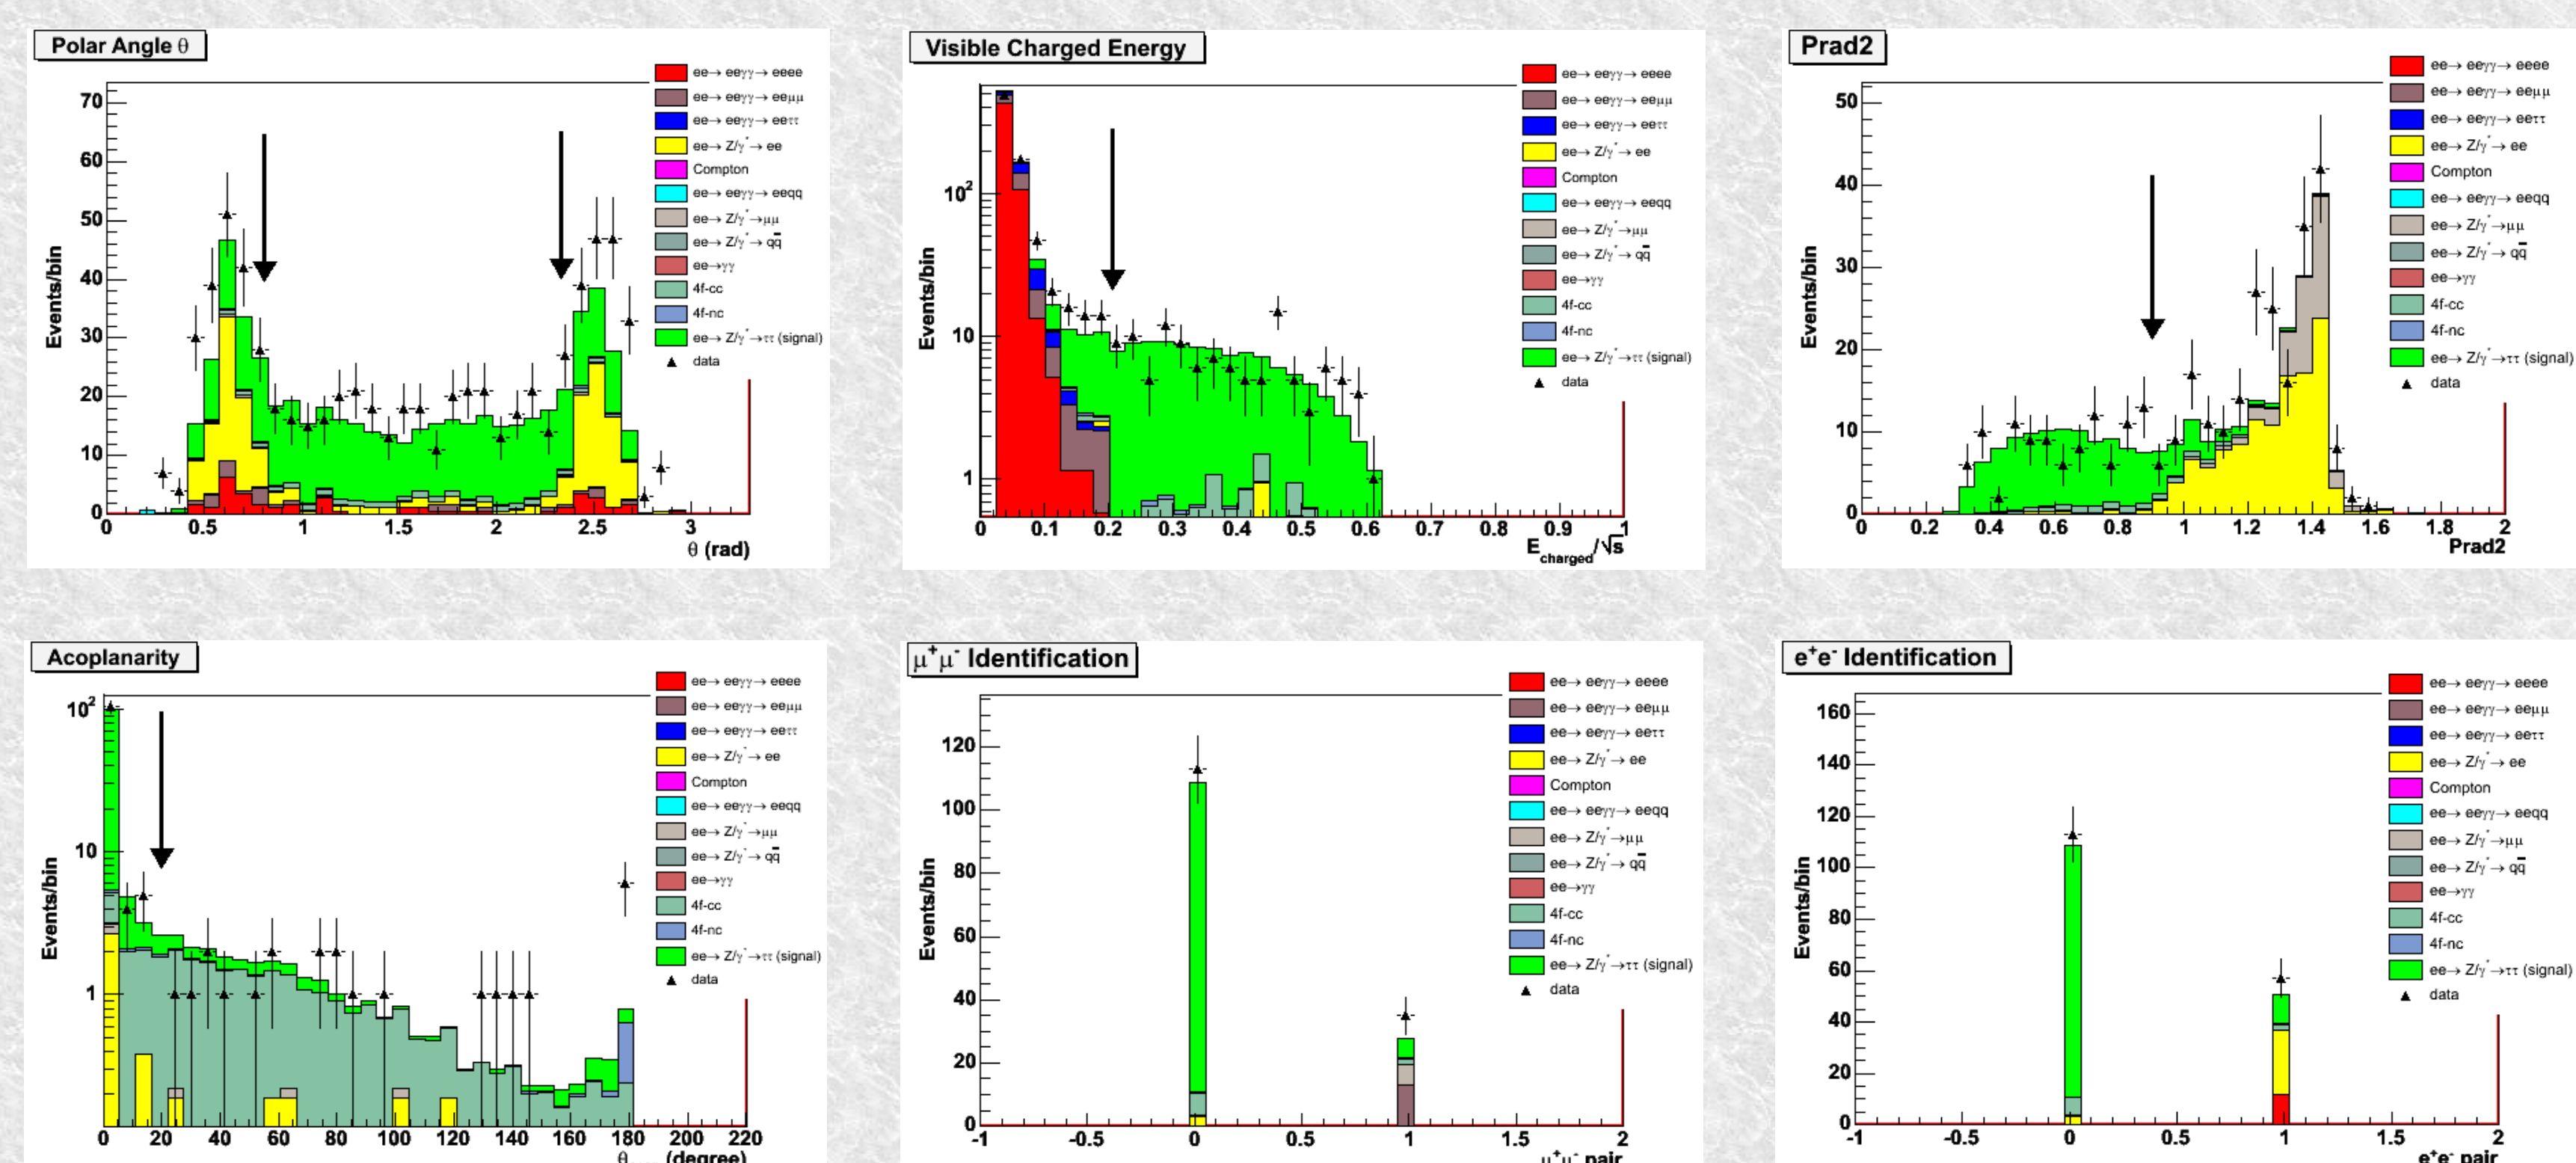 Polar Angle θ
Events/bin
70
60
50
40
30
20
10
0
0 0.5 1 1.5 2 2.5 3
θ (rad)
ee→ eeγγ→ eeee
ee→ eeγγ→ eeμμ
ee→ eeγγ→ eeττ
ee→ Z/γ*→ ee
Compton
ee→ eeγγ→ eeqq
ee→ Z/γ*→μμ
ee→ Z/γ*→ qq̄
ee→γγ
4f-cc
4f-nc
ee→ Z/γ*→ττ (signal)
data
Visible Charged Energy
Events/bin
10²
10
1
0 0.1 0.2 0.3 0.4 0.5 0.6 0.7 0.8 0.9 1
E_charged/√s
ee→ eeγγ→ eeee
ee→ eeγγ→ eeμμ
ee→ eeγγ→ eeττ
ee→ Z/γ*→ ee
Compton
ee→ eeγγ→ eeqq
ee→ Z/γ*→μμ
ee→ Z/γ*→ qq̄
ee→γγ
4f-cc
4f-nc
ee→ Z/γ*→ττ (signal)
data
Prad2
Events/bin
50
40
30
20
10
0
0 0.2 0.4 0.6 0.8 1 1.2 1.4 1.6 1.8 2
Prad2
ee→ eeγγ→ eeee
ee→ eeγγ→ eeμμ
ee→ eeγγ→ eeττ
ee→ Z/γ*→ ee
Compton
ee→ eeγγ→ eeqq
ee→ Z/γ*→μμ
ee→ Z/γ*→ qq̄
ee→γγ
4f-cc
4f-nc
ee→ Z/γ*→ττ (signal)
data
Acoplanarity
Events/bin
10²
10
1
0 20 40 60 80 100 120 140 160 180 200 220
θ (degree)
ee→ eeγγ→ eeee
ee→ eeγγ→ eeμμ
ee→ eeγγ→ eeττ
ee→ Z/γ*→ ee
Compton
ee→ eeγγ→ eeqq
ee→ Z/γ*→μμ
ee→ Z/γ*→ qq̄
ee→γγ
4f-cc
4f-nc
ee→ Z/γ*→ττ (signal)
data
μ⁺μ⁻ Identification
Events/bin
120
100
80
60
40
20
0
-1 -0.5 0 0.5 1 1.5 2
μ⁺μ⁻ pair
ee→ eeγγ→ eeee
ee→ eeγγ→ eeμμ
ee→ eeγγ→ eeττ
ee→ Z/γ*→ ee
Compton
ee→ eeγγ→ eeqq
ee→ Z/γ*→μμ
ee→ Z/γ*→ qq̄
ee→γγ
4f-cc
4f-nc
ee→ Z/γ*→ττ (signal)
data
e⁺e⁻ Identification
Events/bin
160
140
120
100
80
60
40
20
0
-1 -0.5 0 0.5 1 1.5 2
e⁺e⁻ pair
ee→ eeγγ→ eeee
ee→ eeγγ→ eeμμ
ee→ eeγγ→ eeττ
ee→ Z/γ*→ ee
Compton
ee→ eeγγ→ eeqq
ee→ Z/γ*→μμ
ee→ Z/γ*→ qq̄
ee→γγ
4f-cc
4f-nc
ee→ Z/γ*→ττ (signal)
data